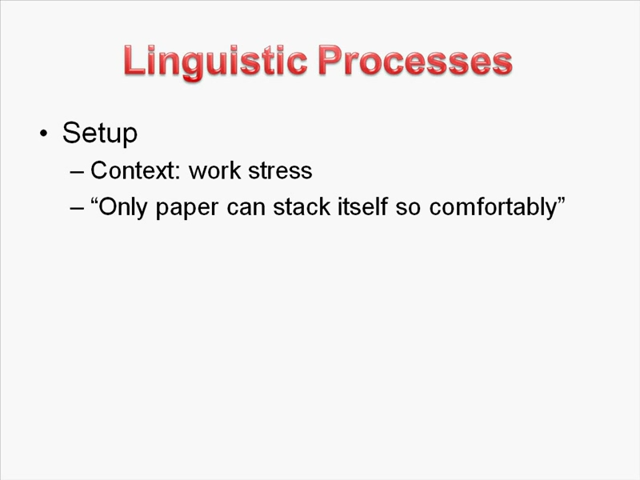 Linguistic Processes
• Setup
– Context: work stress
– “Only paper can stack itself so comfortably”